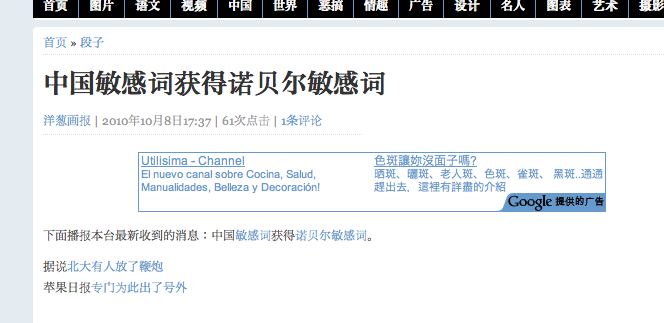 首页 图片 语文 视频 中国 世界 恶搞 情趣 广告 设计 名人 图表 艺术 摄影
首页 » 段子
中国敏感词获得诺贝尔敏感词
洋葱画报 | 2010年10月8日17:37 | 61次点击 | 1条评论
Utilisima - Channel
El nuevo canal sobre Cocina, Salud,
Manualidades, Belleza y Decoración!
色斑讓妳沒面子嗎?
晒斑、曬斑、老人斑、色斑、雀斑、 黑斑..通通
趕出去， 這裡有詳盡的介紹
Google 提供的广告
下面播报本台最新收到的消息：中国敏感词获得诺贝尔敏感词。
据说北大有人放了鞭炮
苹果日报专门为此出了号外